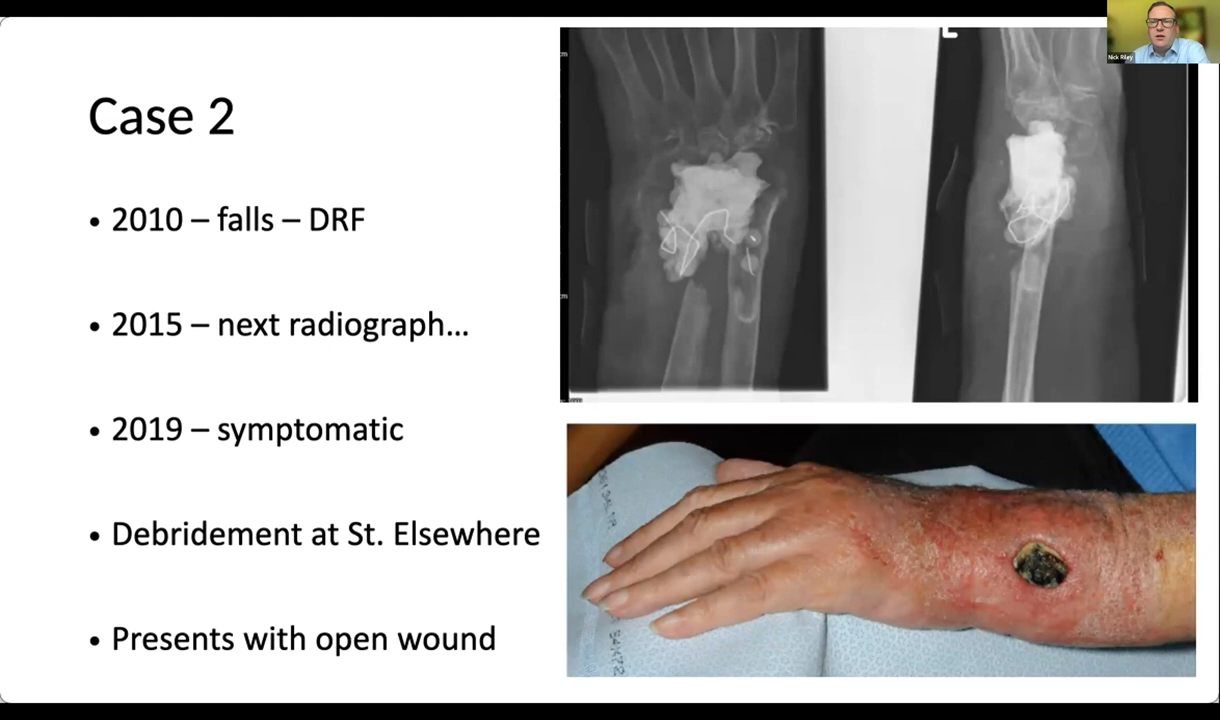 Case 2
• 2010 – falls – DRF
• 2015 – next radiograph…
• 2019 – symptomatic
• Debridement at St. Elsewhere
• Presents with open wound
Nick Riley